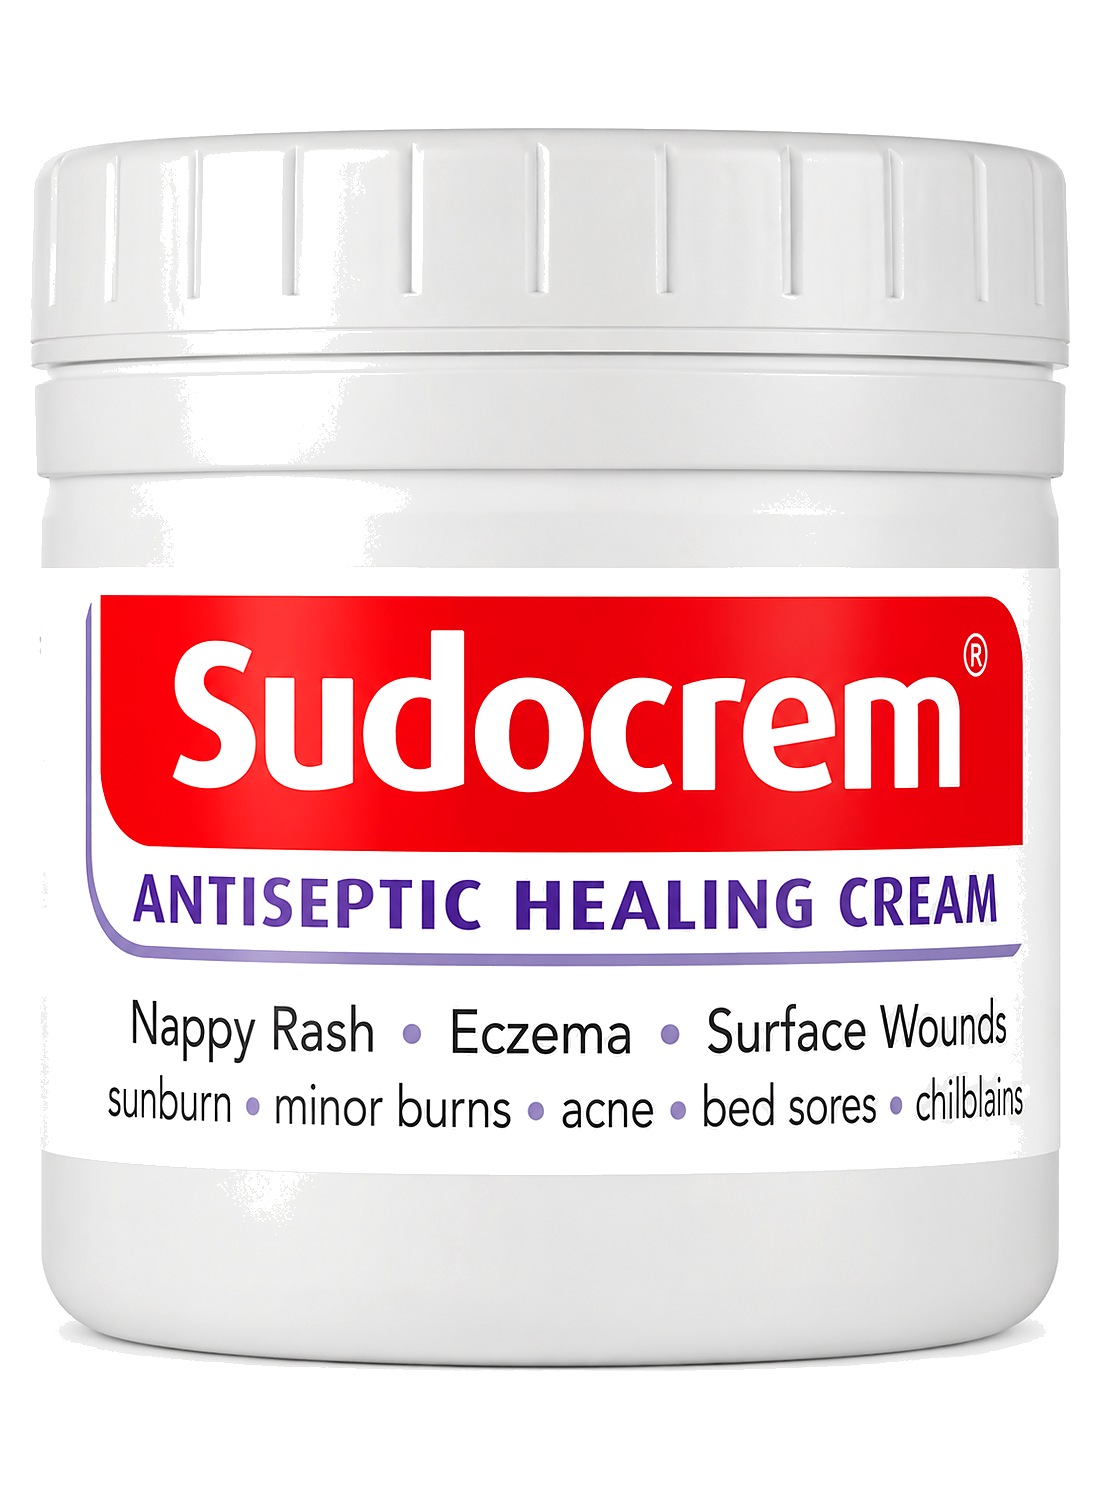 Sudocrem®
ANTISEPTIC HEALING CREAM
Nappy Rash • Eczema • Surface Wounds
sunburn • minor burns • acne • bed sores • chilblains